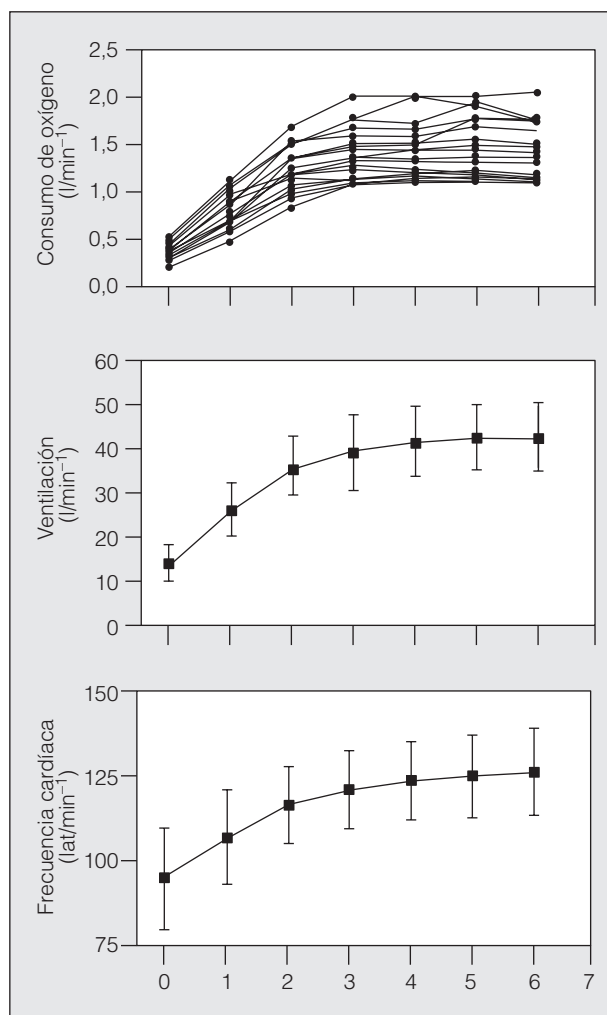 Consumo de oxígeno
(l/min⁻¹)
2,5
2,0
1,5
1,0
0,5
0,0
Ventilación
(l/min⁻¹)
60
50
40
30
20
10
0
Frecuencia cardíaca
(lat/min⁻¹)
150
125
100
75
0 1 2 3 4 5 6 7